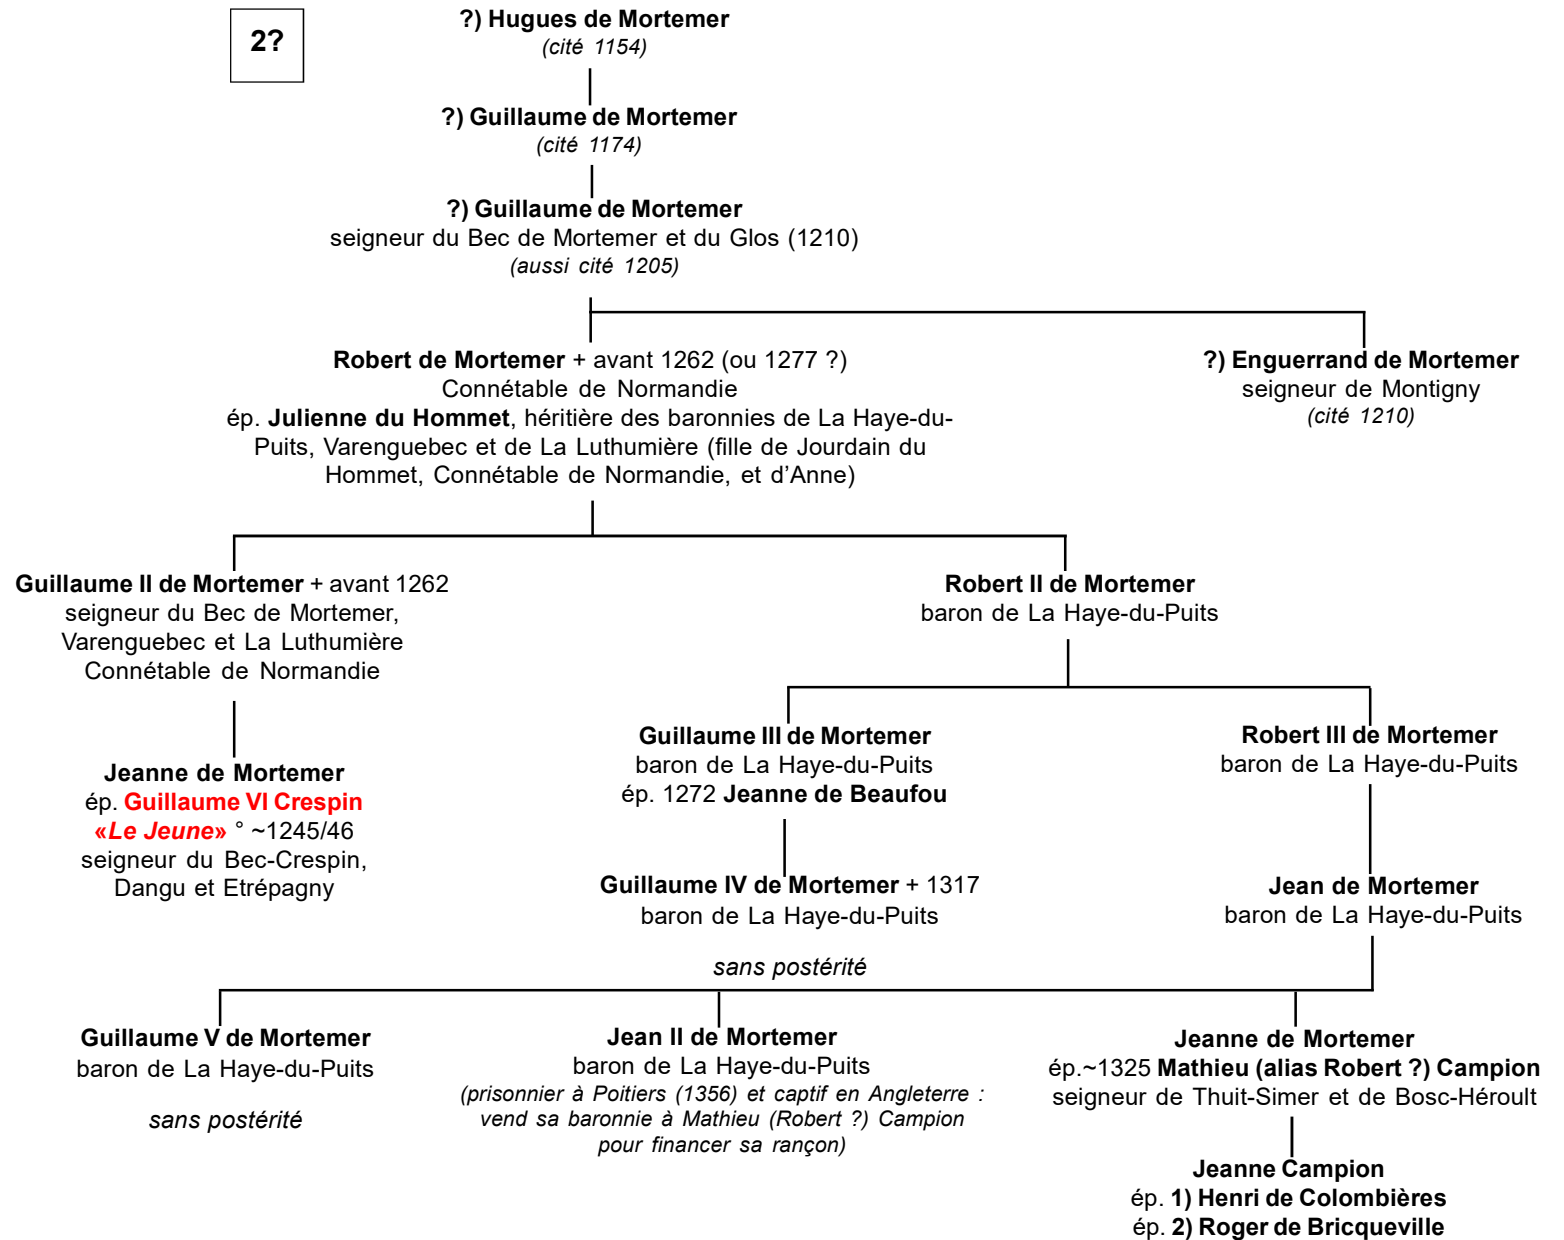 2?
?) Hugues de Mortemer
(cité 1154)
?) Guillaume de Mortemer
(cité 1174)
?) Guillaume de Mortemer
seigneur du Bec de Mortemer et du Glos (1210)
(aussi cité 1205)
Robert de Mortemer + avant 1262 (ou 1277 ?)
Connétable de Normandie
ép. Julienne du Hommet, héritière des baronnies de La Haye-du-
Puits, Varenguebec et de La Luthumière (fille de Jourdain du
Hommet, Connétable de Normandie, et d’Anne)
?) Enguerrand de Mortemer
seigneur de Montigny
(cité 1210)
Guillaume II de Mortemer + avant 1262
seigneur du Bec de Mortemer,
Varenguebec et La Luthumière
Connétable de Normandie
Robert II de Mortemer
baron de La Haye-du-Puits
Jeanne de Mortemer
ép. Guillaume VI Crespin
«Le Jeune» ° ~1245/46
seigneur du Bec-Crespin,
Dangu et Etrépagny
Guillaume III de Mortemer
baron de La Haye-du-Puits
ép. 1272 Jeanne de Beaufou
Robert III de Mortemer
baron de La Haye-du-Puits
Guillaume IV de Mortemer + 1317
baron de La Haye-du-Puits
sans postérité
Jean de Mortemer
baron de La Haye-du-Puits
Guillaume V de Mortemer
baron de La Haye-du-Puits
sans postérité
Jean II de Mortemer
baron de La Haye-du-Puits
(prisonnier à Poitiers (1356) et captif en Angleterre :
vend sa baronnie à Mathieu (Robert ?) Campion
pour financer sa rançon)
Jeanne de Mortemer
ép.~1325 Mathieu (alias Robert ?) Campion
seigneur de Thuit-Simer et de Bosc-Héroult
Jeanne Campion
ép. 1) Henri de Colombières
ép. 2) Roger de Bricqueville